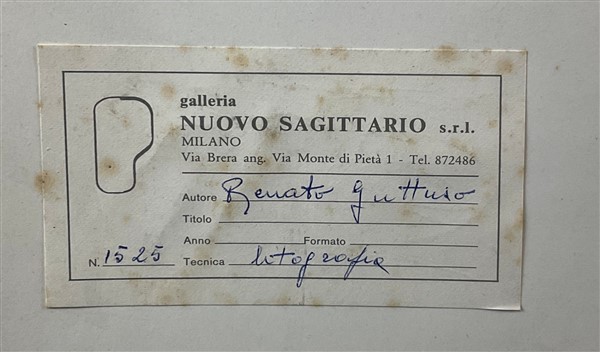 galleria
NUOVO SAGITTARIO s.r.l.
MILANO
Via Brera ang. Via Monte di Pietà 1 - Tel. 872486
Autore Renato Guttuso
Titolo
Anno Formato
N. 1525 Tecnica litografia